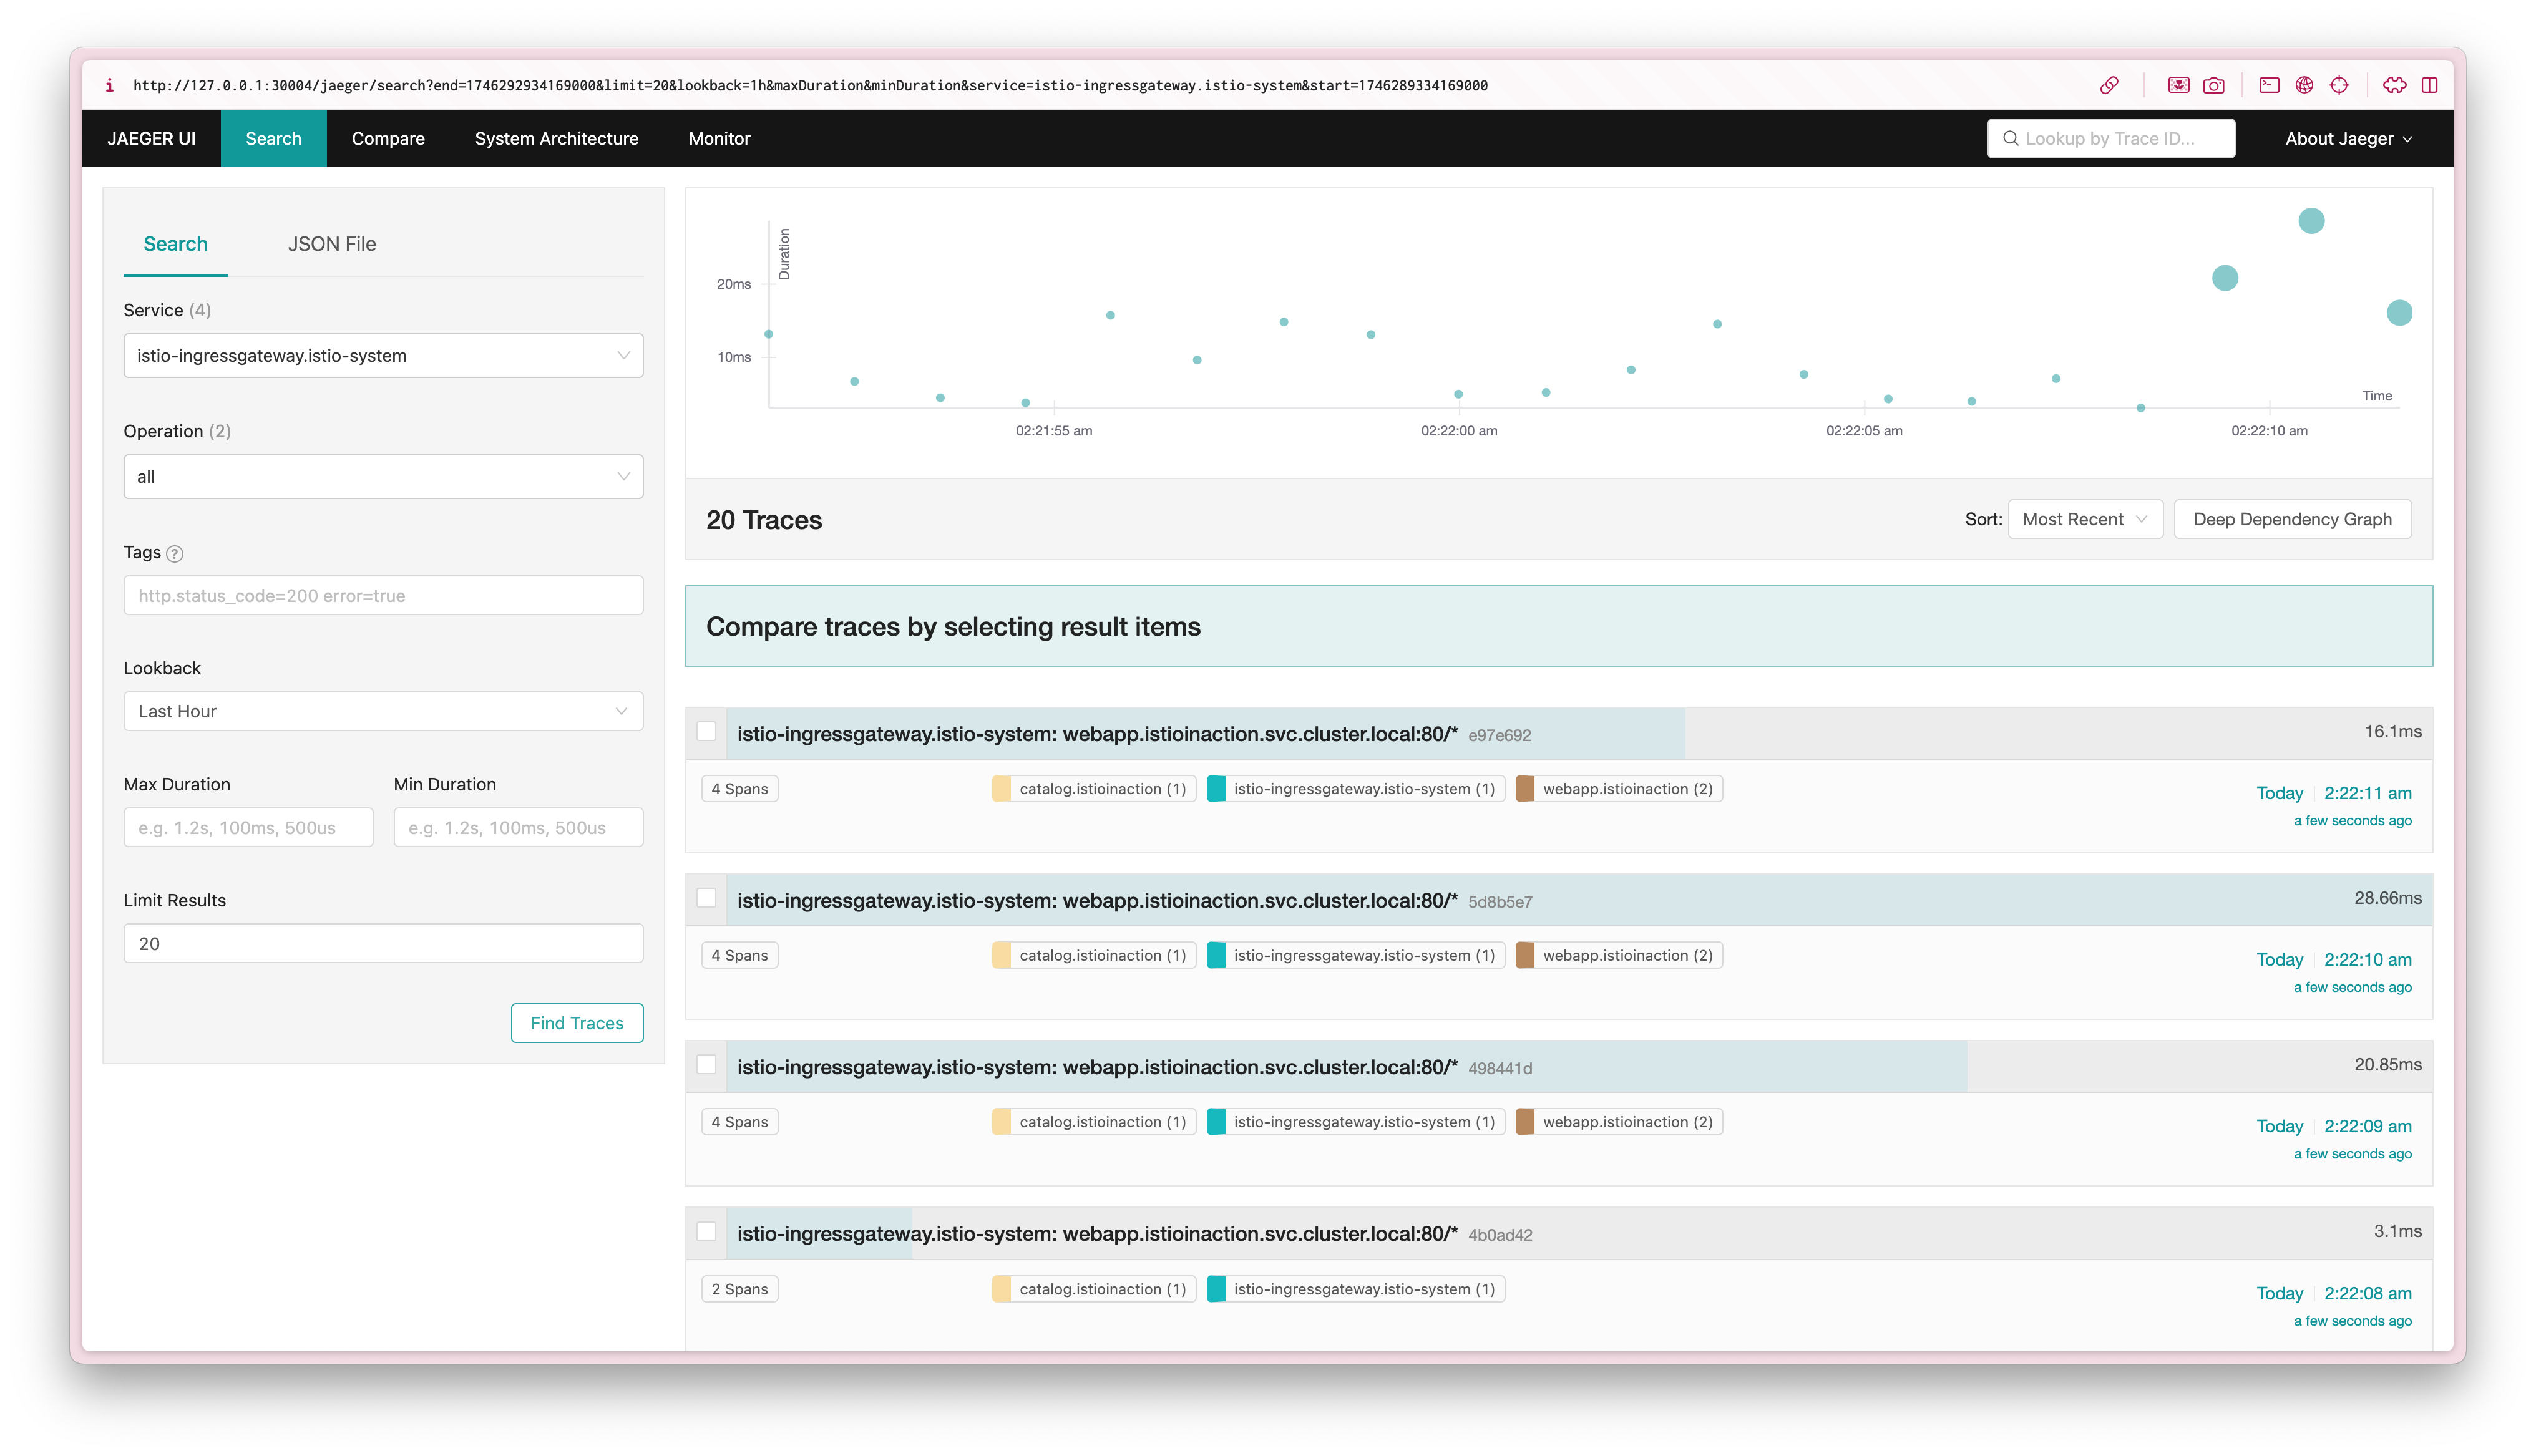 http://127.0.0.1:30004/jaeger/search?end=1746292934169000&limit=20&lookback=1h&maxDuration&minDuration&service=istio-ingressgateway.istio-system&start=1746289334169000
JAEGER UI Search Compare System Architecture Monitor Lookup by Trace ID... About Jaeger
Search JSON File
Service (4)
istio-ingressgateway.istio-system
Operation (2)
all
Tags
http.status_code=200 error=true
Lookback
Last Hour
Max Duration Min Duration
e.g. 1.2s, 100ms, 500us e.g. 1.2s, 100ms, 500us
Limit Results
20
Find Traces
Duration
20ms
10ms
Time
02:21:55 am 02:22:00 am 02:22:05 am 02:22:10 am
20 Traces Sort: Most Recent Deep Dependency Graph
Compare traces by selecting result items
istio-ingressgateway.istio-system: webapp.istioinaction.svc.cluster.local:80/* e97e692 16.1ms
4 Spans catalog.istioinaction (1) istio-ingressgateway.istio-system (1) webapp.istioinaction (2) Today 2:22:11 am
a few seconds ago
istio-ingressgateway.istio-system: webapp.istioinaction.svc.cluster.local:80/* 5d8b5e7 28.66ms
4 Spans catalog.istioinaction (1) istio-ingressgateway.istio-system (1) webapp.istioinaction (2) Today 2:22:10 am
a few seconds ago
istio-ingressgateway.istio-system: webapp.istioinaction.svc.cluster.local:80/* 498441d 20.85ms
4 Spans catalog.istioinaction (1) istio-ingressgateway.istio-system (1) webapp.istioinaction (2) Today 2:22:09 am
a few seconds ago
istio-ingressgateway.istio-system: webapp.istioinaction.svc.cluster.local:80/* 4b0ad42 3.1ms
2 Spans catalog.istioinaction (1) istio-ingressgateway.istio-system (1) Today 2:22:08 am
a few seconds ago